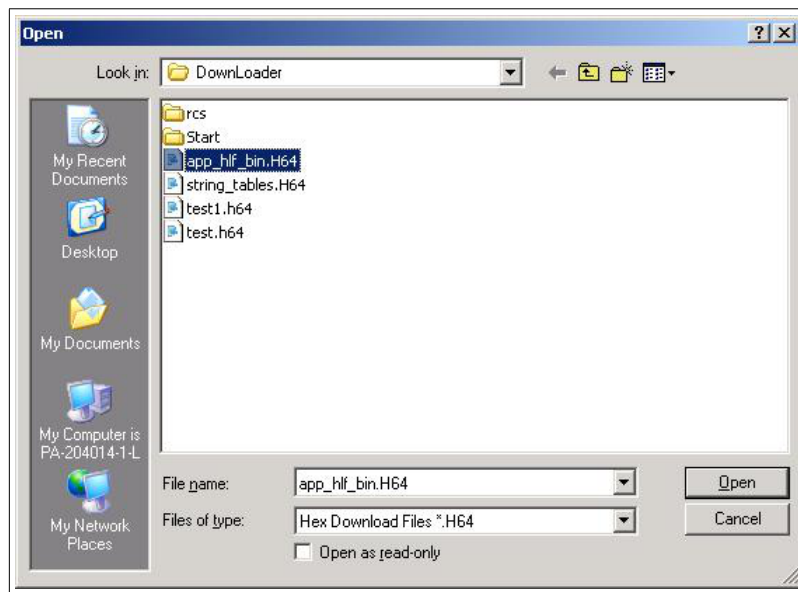 Open
Look in:
DownLoader
rcs
Start
app_hlf_bin.H64
string_tables.H64
test1.h64
test.h64
My Recent
Documents
Desktop
My Documents
My Computer is
PA-204014-1-L
My Network
Places
File name:
app_hlf_bin.H64
Open
Files of type:
Hex Download Files *.H64
Cancel
Open as read-only